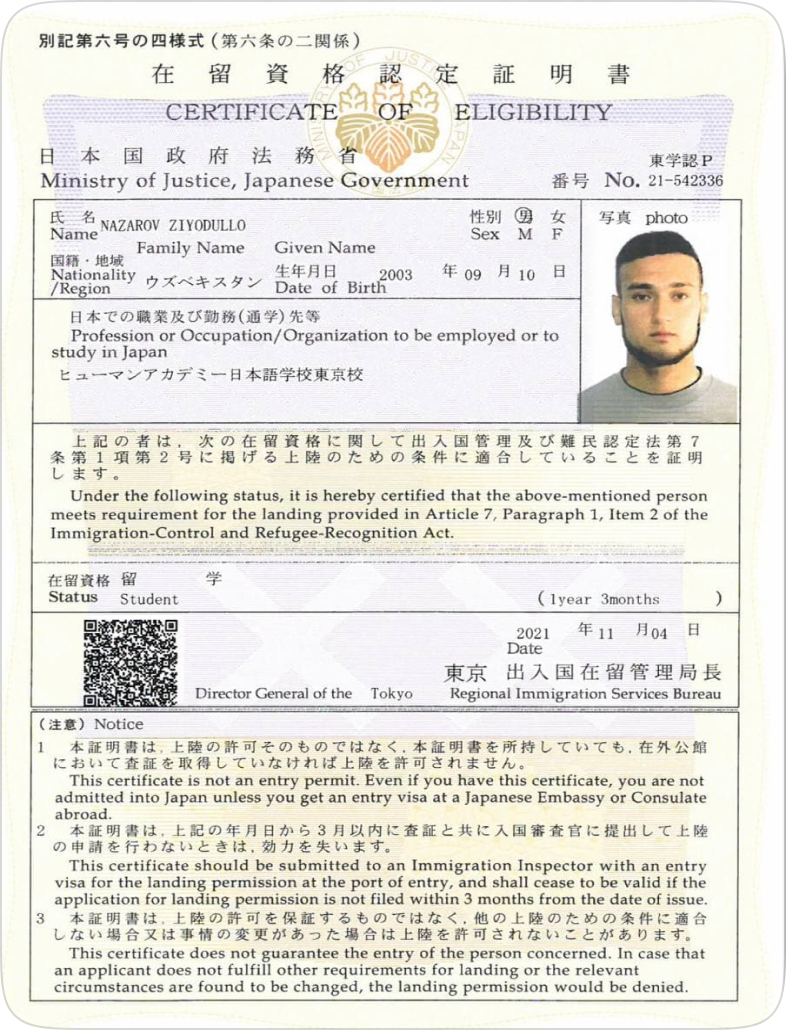 別記第六号の四様式(第六条の二関係)
在留資格認定証明書
CERTIFICATE OF ELIGIBILITY
日本国政府法務省
東学認P
Ministry of Justice, Japanese Government 番号 No. 21-542336
氏 名 NAZAROV ZIYODULLO 性別 男 女
Name Sex M F
Family Name Given Name
写真 photo
国籍・地域
Nationality ウズベキスタン 生年月日 2003 年 09 月 10 日
/Region Date of Birth
日本での職業及び勤務(通学)先等
Profession or Occupation/Organization to be employed or to
study in Japan
ヒューマンアカデミー日本語学校東京校
上記の者は、次の在留資格に関して出入国管理及び難民認定法第7
条第1項第2号に掲げる上陸のための条件に適合していることを証明
します。
Under the following status, it is hereby certified that the above-mentioned person
meets requirement for the landing provided in Article 7, Paragraph 1, Item 2 of the
Immigration-Control and Refugee-Recognition Act.
在留資格 留 学
Status Student (1year 3months )
2021 年 11 月 04 日
Date
東京 出入国在留管理局長
Director General of the Tokyo Regional Immigration Services Bureau
(注意) Notice
1 本証明書は、上陸の許可そのものではなく、本証明書を所持していても、在外公館
において査証を取得していなければ上陸を許可されません。
This certificate is not an entry permit. Even if you have this certificate, you are not
admitted into Japan unless you get an entry visa at a Japanese Embassy or Consulate
abroad.
2 本証明書は、上記の年月日から3月以内に査証と共に入国審査官に提出して上陸
の申請を行わないときは、効力を失います。
This certificate should be submitted to an Immigration Inspector with an entry
visa for the landing permission at the port of entry, and shall cease to be valid if the
application for landing permission is not filed within 3 months from the date of issue.
3 本証明書は、上陸の許可を保証するものではなく、他の上陸のための条件に適合
しない場合又は事情の変更があった場合は上陸を許可されないことがあります。
This certificate does not guarantee the entry of the person concerned. In case that
an applicant does not fulfill other requirements for landing or the relevant
circumstances are found to be changed, the landing permission would be denied.